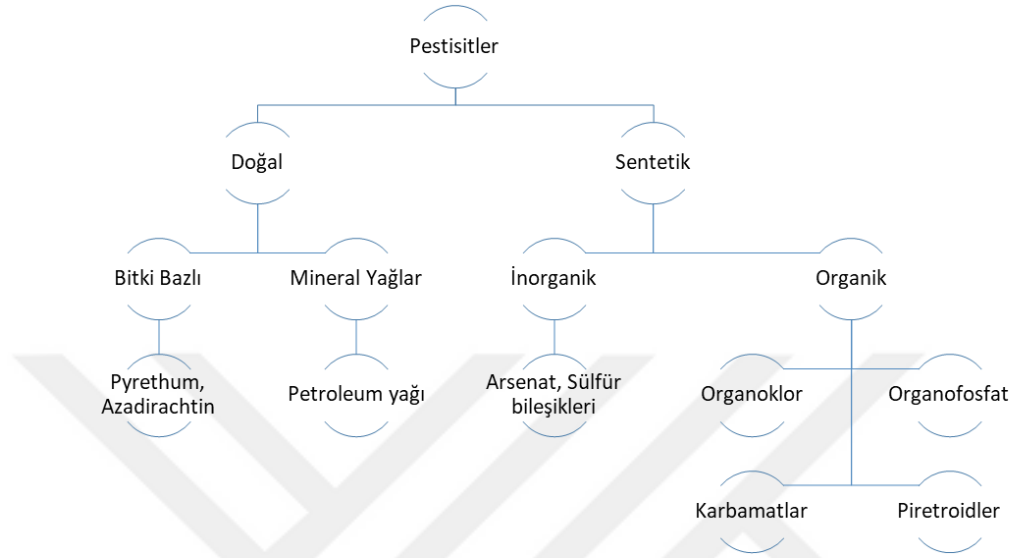 Pestisitler
Doğal
Sentetik
Bitki Bazlı
Mineral Yağlar
İnorganik
Organik
Pyrethum,
Azadirachtin
Petroleum yağı
Arsenat, Sülfür
bileşikleri
Organoklor
Organofosfat
Karbamatlar
Piretroidler